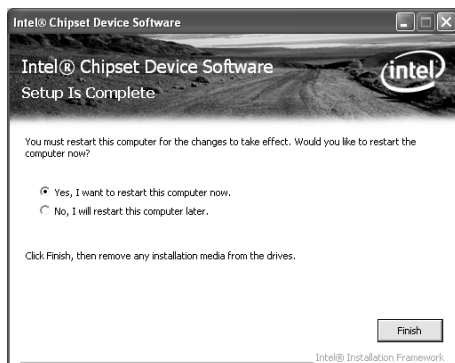 Intel® Chipset Device Software
Intel® Chipset Device Software
intel
Setup Is Complete
You must restart this computer for the changes to take effect. Would you like to restart the
computer now?
Yes, I want to restart this computer now.
No, I will restart this computer later.
Click Finish, then remove any installation media from the drives.
Finish
Intel® Installation Framework